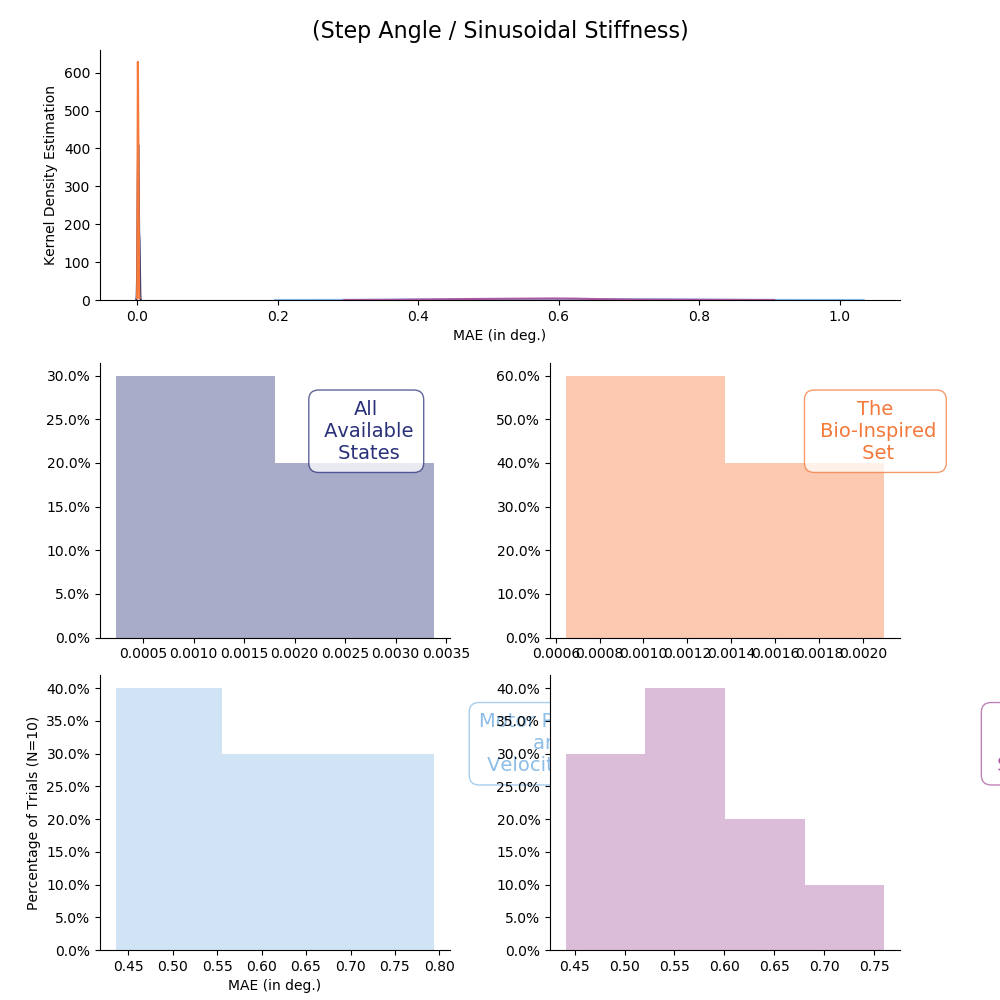 (Step Angle / Sinusoidal Stiffness)
600
500
400
300
200
100
0
Kernel Density Estimation
0.0 0.2 0.4 0.6 0.8 1.0
MAE (in deg.)
30.0%
25.0%
20.0%
15.0%
10.0%
5.0%
0.0%
All
Available
States
0.0005 0.0010 0.0015 0.0020 0.0025 0.0030 0.0035
60.0%
50.0%
40.0%
30.0%
20.0%
10.0%
0.0%
The
Bio-Inspired
Set
0.0006 0.0008 0.0010 0.0012 0.0014 0.0016 0.0018 0.0020
40.0%
30.0%
20.0%
10.0%
0.0%
Percentage of Trials (N=10)
0.45 0.50 0.55 0.60 0.65 0.70 0.75 0.80
MAE (in deg.)
40.0%
35.0%
30.0%
25.0%
20.0%
15.0%
10.0%
5.0%
0.0%
0.45 0.50 0.55 0.60 0.65 0.70 0.75